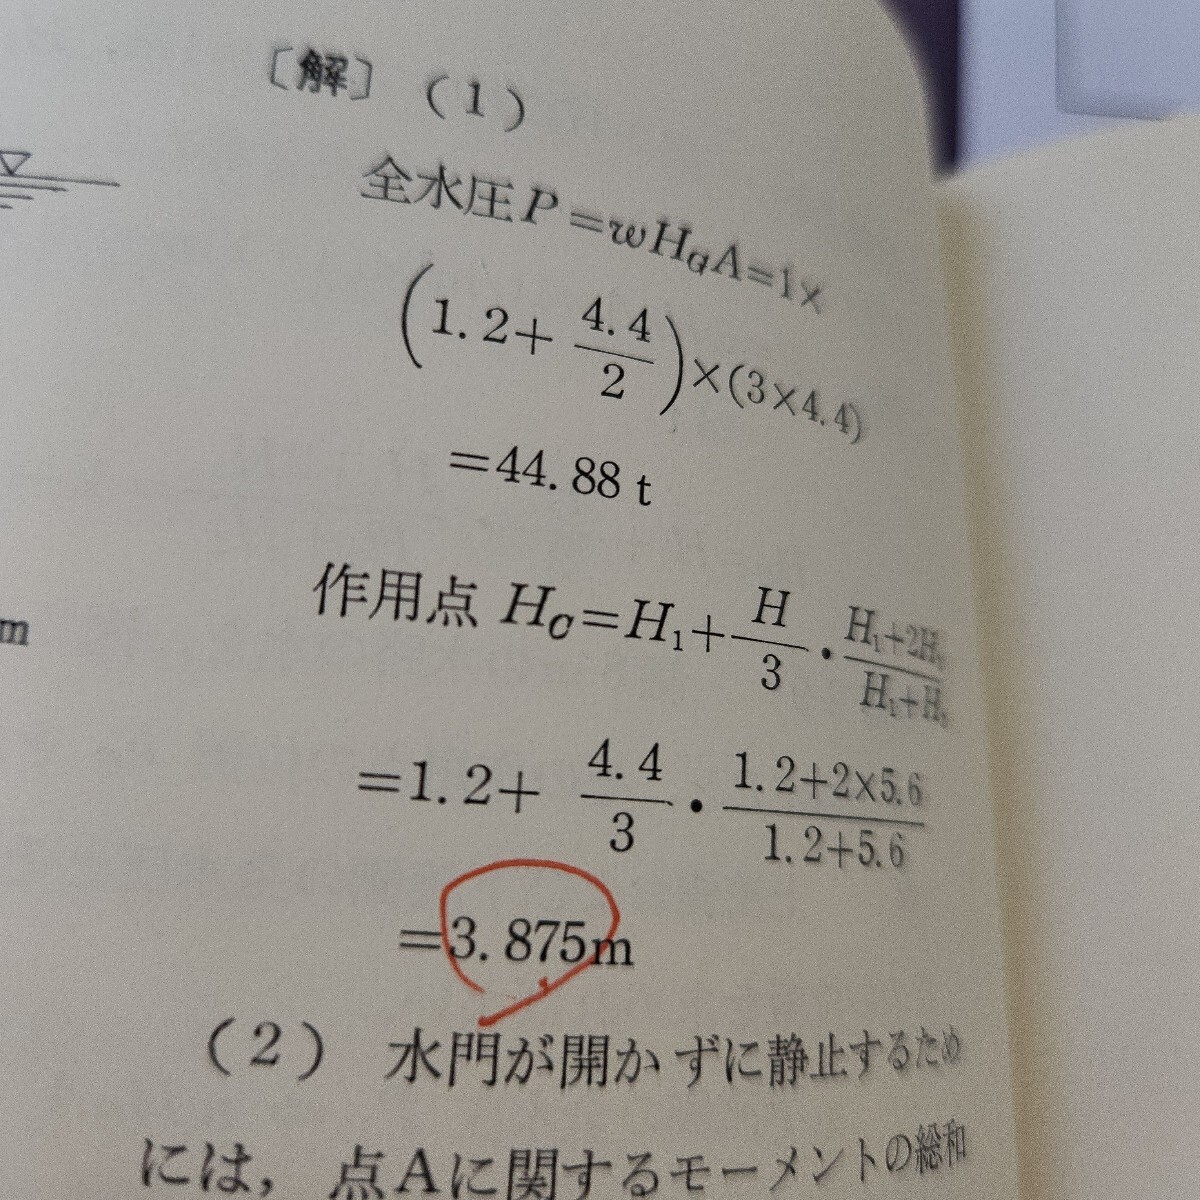 〔解〕 (1)
全水圧P=wH_GA=1×
(1.2+4.4/2)×(3×4.4)
=44.88 t
作用点 H_C=H₁+H/3・H₁+2H₂/H₁+H₂
=1.2+4.4/3・1.2+2×5.6/1.2+5.6
m
=3.875m
(2) 水門が開かずに静止するため
には, 点Aに関するモーメントの総和